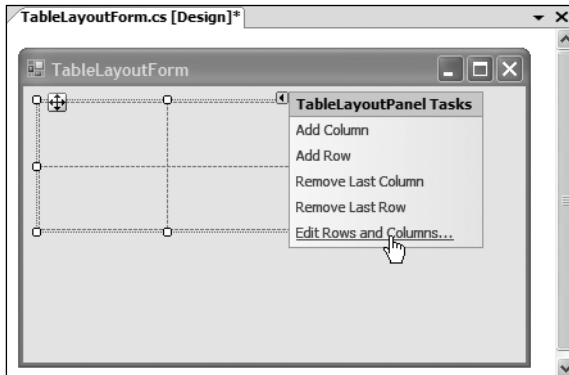 TableLayoutForm.cs [Design]*
TableLayoutForm
TableLayoutPanel Tasks
Add Column
Add Row
Remove Last Column
Remove Last Row
Edit Rows and Columns...